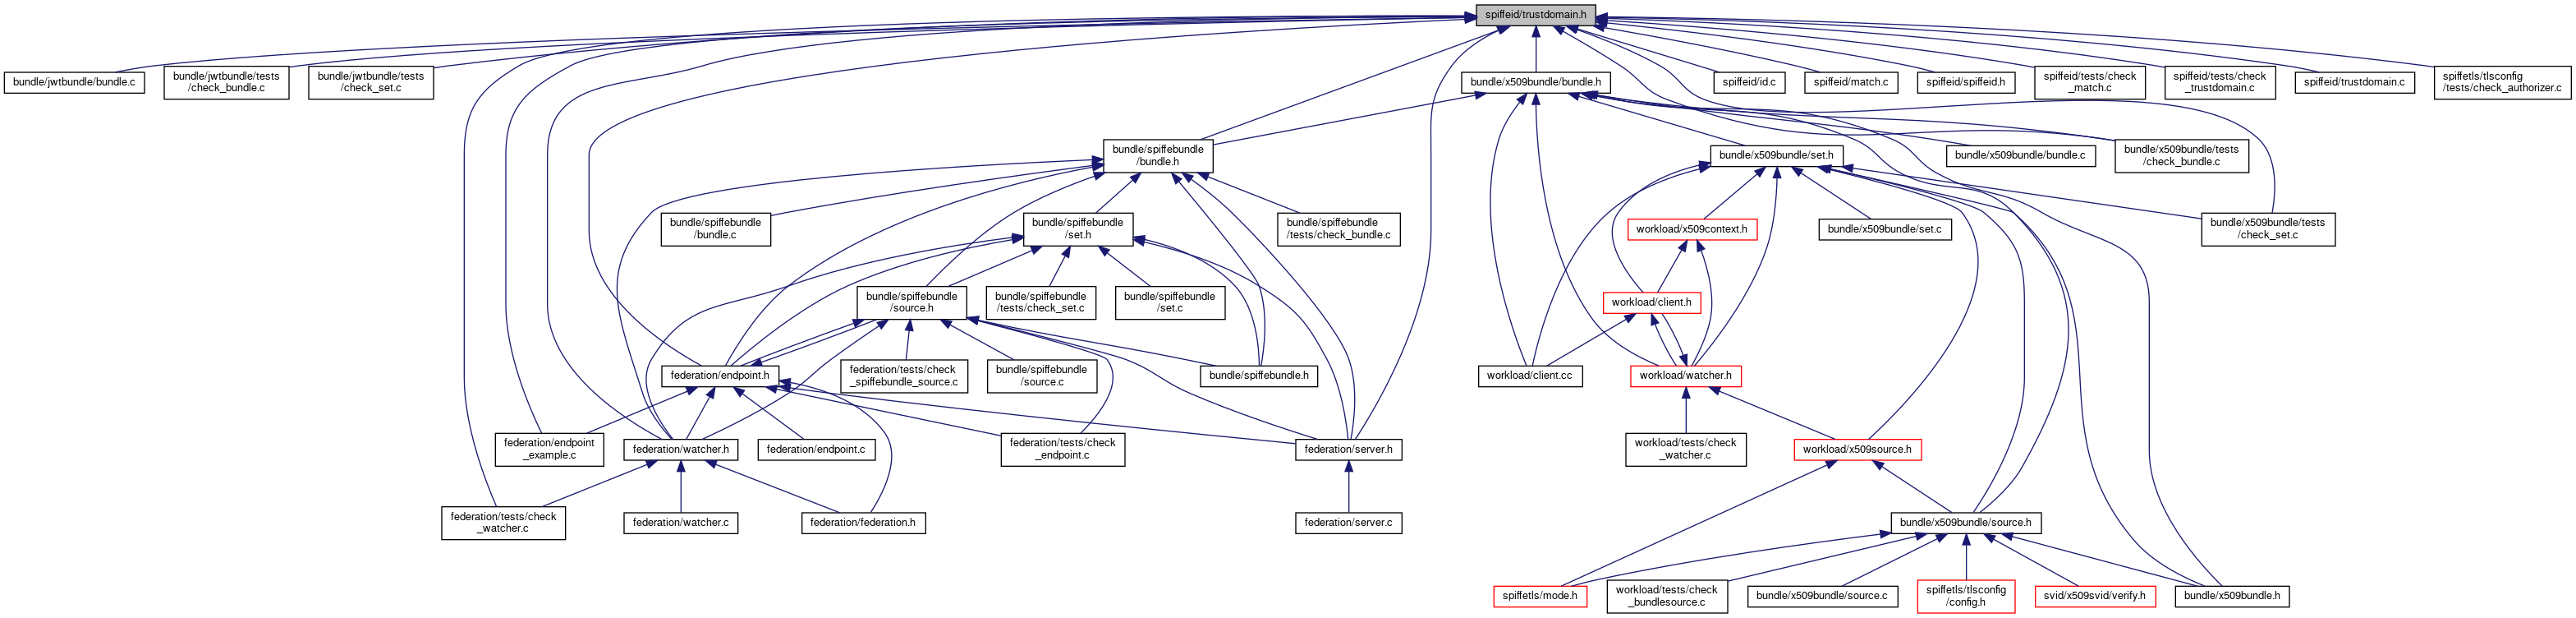 spiffeid/trustdomain.h
bundle/jwtbundle/bundle.c
bundle/jwtbundle/tests
/check_bundle.c
bundle/jwtbundle/tests
/check_set.c
bundle/x509bundle/bundle.h
spiffeid/id.c
spiffeid/match.c
spiffeid/spiffeid.h
spiffeid/tests/check
_match.c
spiffeid/tests/check
_trustdomain.c
spiffeid/trustdomain.c
spiffetls/tlsconfig
/tests/check_authorizer.c
bundle/spiffebundle
/bundle.h
bundle/x509bundle/set.h
bundle/x509bundle/bundle.c
bundle/x509bundle/tests
/check_bundle.c
bundle/spiffebundle
/bundle.c
bundle/spiffebundle
/set.h
bundle/spiffebundle
/tests/check_bundle.c
workload/x509context.h
bundle/x509bundle/set.c
bundle/x509bundle/tests
/check_set.c
bundle/spiffebundle
/source.h
bundle/spiffebundle
/tests/check_set.c
bundle/spiffebundle
/set.c
workload/client.h
federation/endpoint.h
federation/tests/check
_spiffebundle_source.c
bundle/spiffebundle
/source.c
bundle/spiffebundle.h
workload/client.cc
workload/watcher.h
federation/endpoint
_example.c
federation/watcher.h
federation/endpoint.c
federation/tests/check
_endpoint.c
federation/server.h
workload/tests/check
_watcher.c
workload/x509source.h
federation/tests/check
_watcher.c
federation/watcher.c
federation/federation.h
federation/server.c
bundle/x509bundle/source.h
spiffetls/mode.h
workload/tests/check
_bundlesource.c
bundle/x509bundle/source.c
spiffetls/tlsconfig
/config.h
svid/x509svid/verify.h
bundle/x509bundle.h